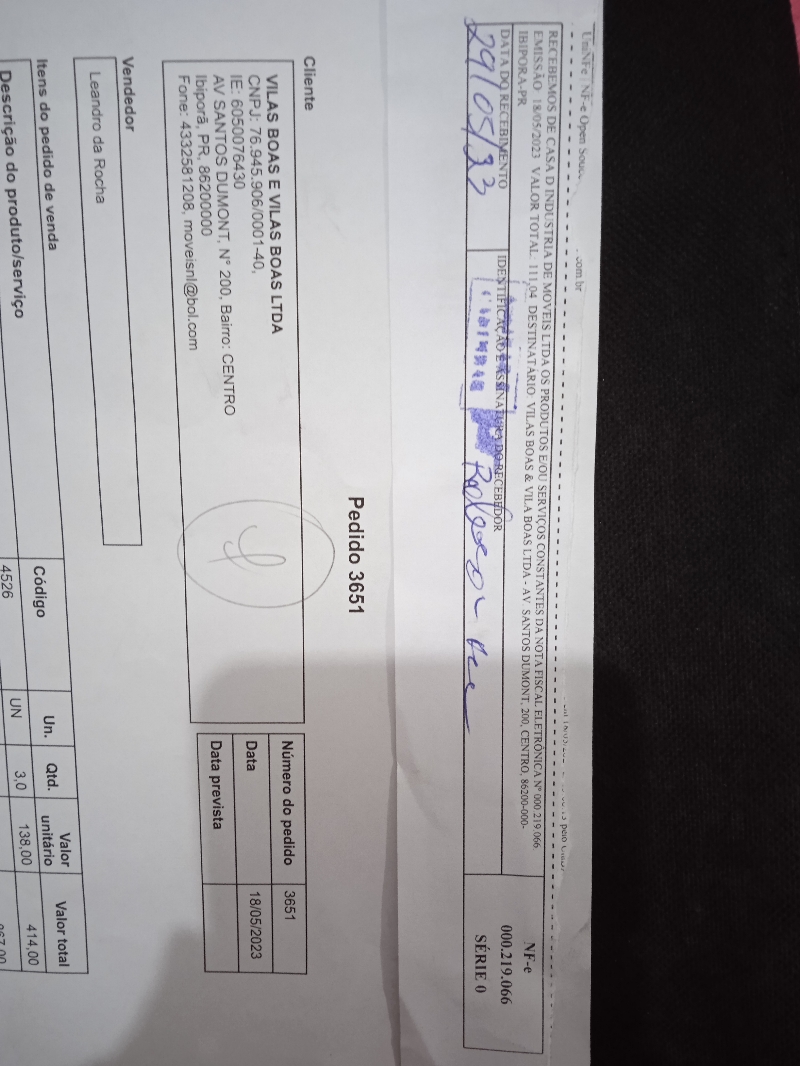 UniNFe | NF-e Open
.com.br
RECEBEMOS DE CASA D INDUSTRIA DE MOVEIS LTDA OS PRODUTOS E/OU SERVIÇOS CONSTANTES DA NOTA FISCAL ELETRÔNICA Nº 000.219.066
EMISSÃO 18/05/2023 VALOR TOTAL: 111,04 DESTINATÁRIO: VILAS BOAS & VILA BOAS LTDA - AV SANTOS DUMONT, 200, CENTRO, 86200-000-
IBIPORA-PR
NF-e
000.219.066
SÉRIE 0
DATA DO RECEBIMENTO
29/05/23
IDENTIFICAÇÃO E ASSINATURA DO RECEBEDOR
Pedido 3651
Cliente
VILAS BOAS E VILAS BOAS LTDA
CNPJ: 76.945.906/0001-40,
IE: 6050076430
AV SANTOS DUMONT, N° 200, Bairro: CENTRO
Ibiporã, PR, 86200000
Fone: 4332581208, moveisnl@bol.com
Número do pedido 3651
Data 18/05/2023
Data prevista
Vendedor
Leandro da Rocha
Itens do pedido de venda
Descrição do produto/serviço Código Un. Qtd. Valor unitário Valor total
4526 UN 3,0 138,00 414,00